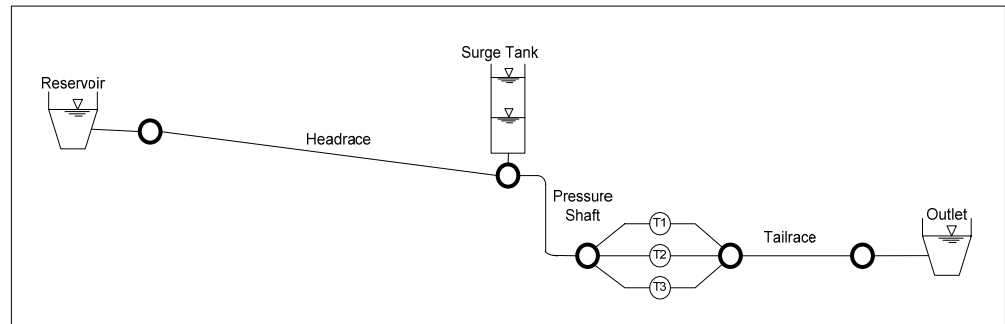 Surge Tank
Reservoir
Headrace
Pressure
Shaft
T1
T2
T3
Tailrace
Outlet